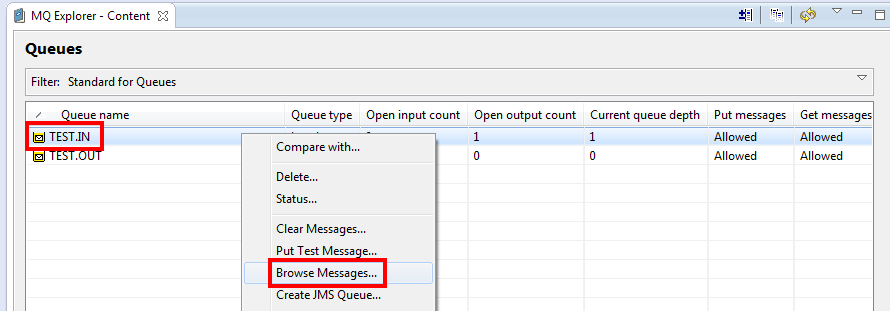 MQ Explorer - Content
Queues
Filter: Standard for Queues
Queue name Queue type Open input count Open output count Current queue depth Put messages Get messages
TEST.IN 1 1 Allowed Allowed
TEST.OUT 0 0 Allowed Allowed
Compare with...
Delete...
Status...
Clear Messages...
Put Test Message...
Browse Messages...
Create JMS Queue...